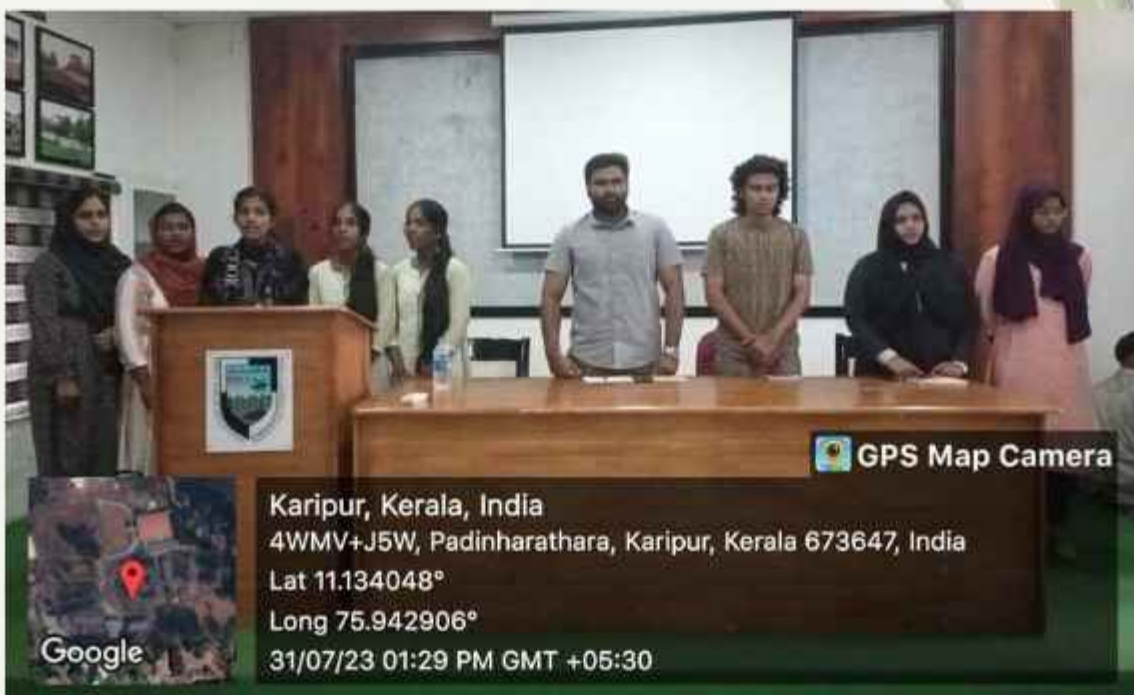 GPS Map Camera
Karipur, Kerala, India
4WMV+J5W, Padinharathara, Karipur, Kerala 673647, India
Lat 11.134048°
Long 75.942906°
31/07/23 01:29 PM GMT +05:30
Google